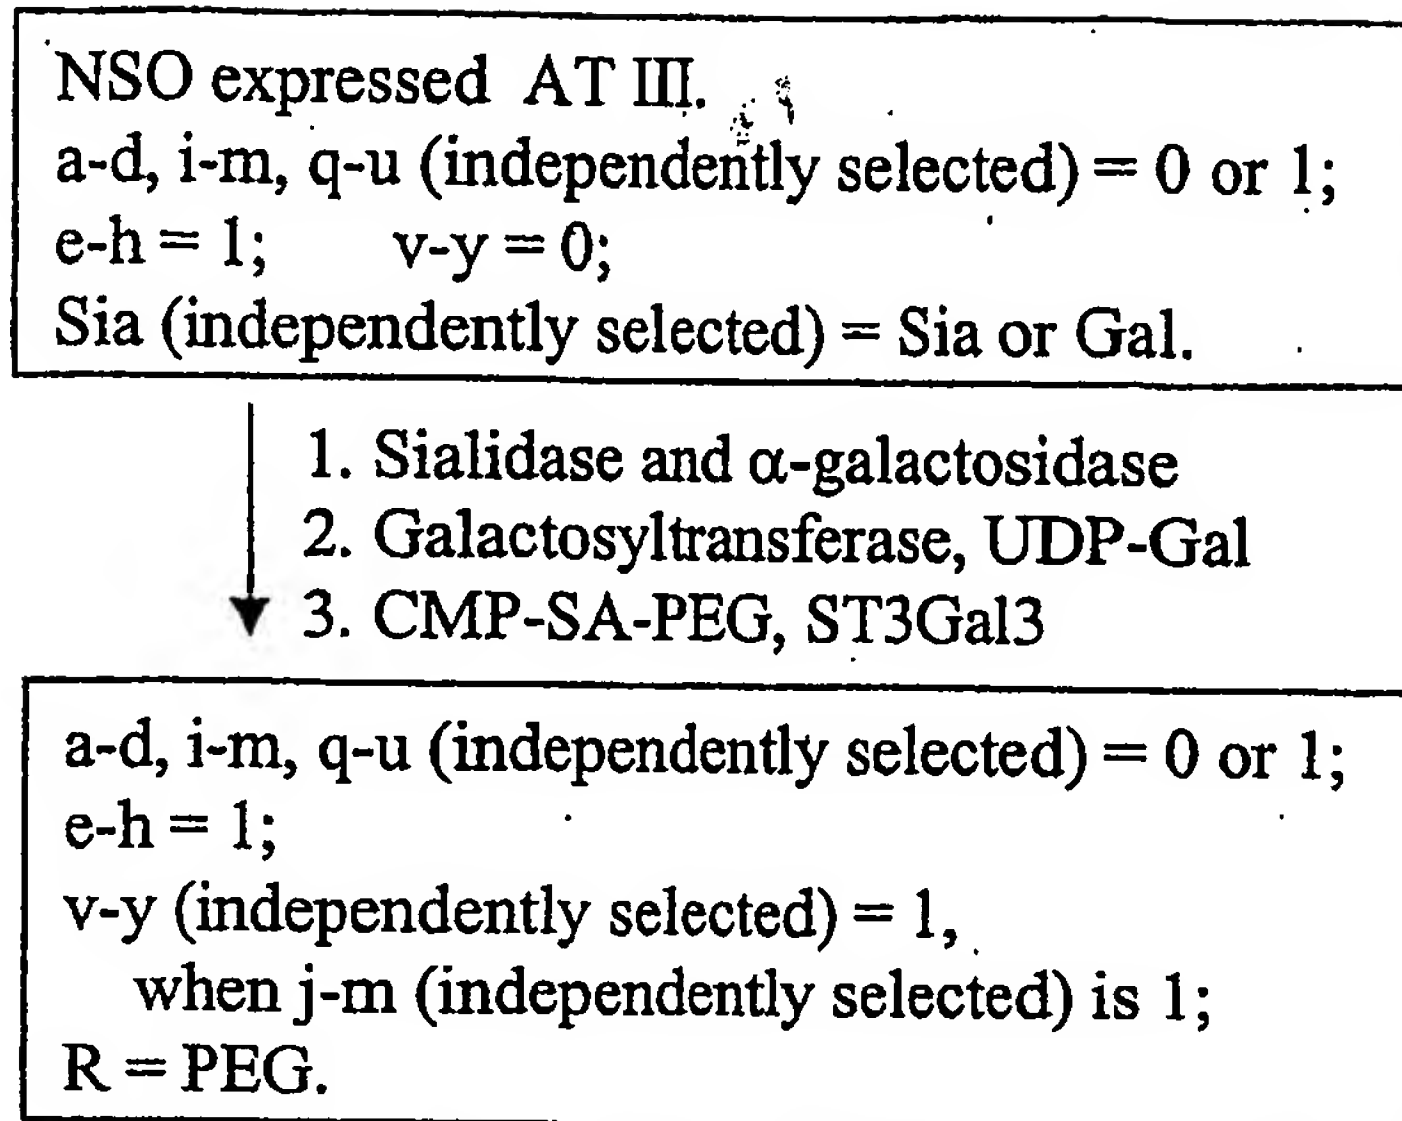 NSO expressed AT III.
a-d, i-m, q-u (independently selected) = 0 or 1;
e-h = 1; v-y = 0;
Sia (independently selected) = Sia or Gal.
1. Sialidase and α-galactosidase
2. Galactosyltransferase, UDP-Gal
3. CMP-SA-PEG, ST3Gal3
a-d, i-m, q-u (independently selected) = 0 or 1;
e-h = 1;
v-y (independently selected) = 1,
when j-m (independently selected) is 1;
R = PEG.